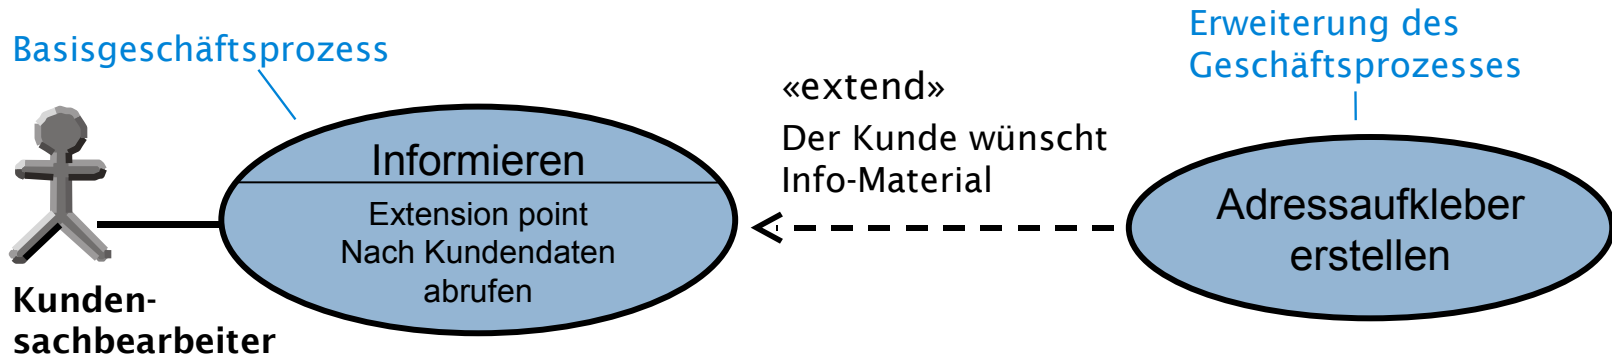 Basisgeschäftsprozess
Informieren
Extension point
Nach Kundendaten
abrufen
Kunden-
sachbearbeiter
«extend»
Der Kunde wünscht
Info-Material
Erweiterung des
Geschäftsprozesses
Adressaufkleber
erstellen